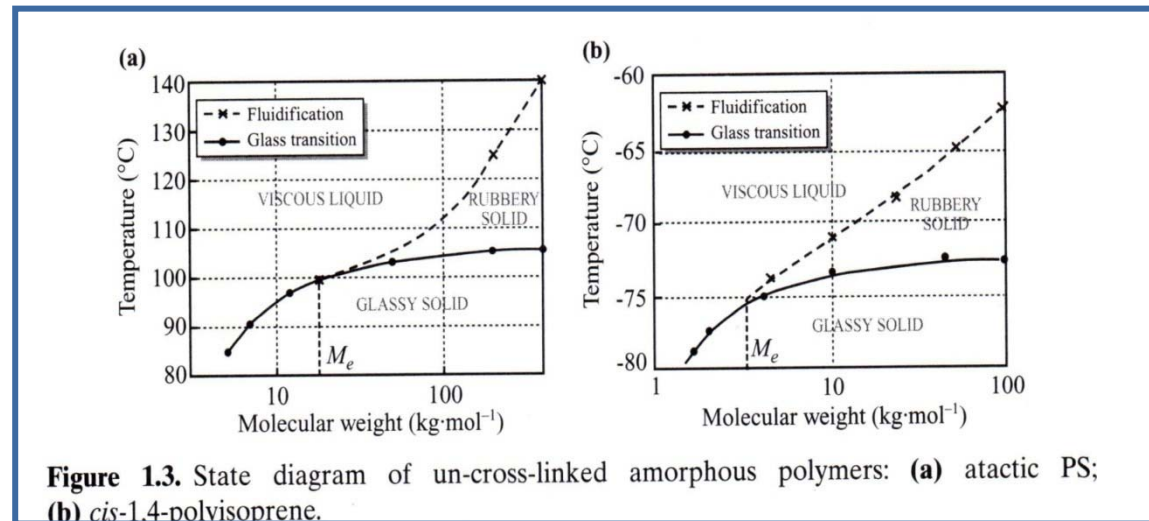 (a)
140
130
120
110
100
90
80
Temperature (°C)
Fluidification
Glass transition
VISCOUS LIQUID
RUBBERY
SOLID
GLASSY SOLID
Me
10
100
Molecular weight (kg·mol⁻¹)
(b)
-60
-65
-70
-75
-80
Temperature (°C)
Fluidification
Glass transition
VISCOUS LIQUID
RUBBERY
SOLID
GLASSY SOLID
Me
1
10
100
Molecular weight (kg·mol⁻¹)
Figure 1.3. State diagram of un-cross-linked amorphous polymers: (a) atactic PS;
(b) cis-1,4-polyisoprene.